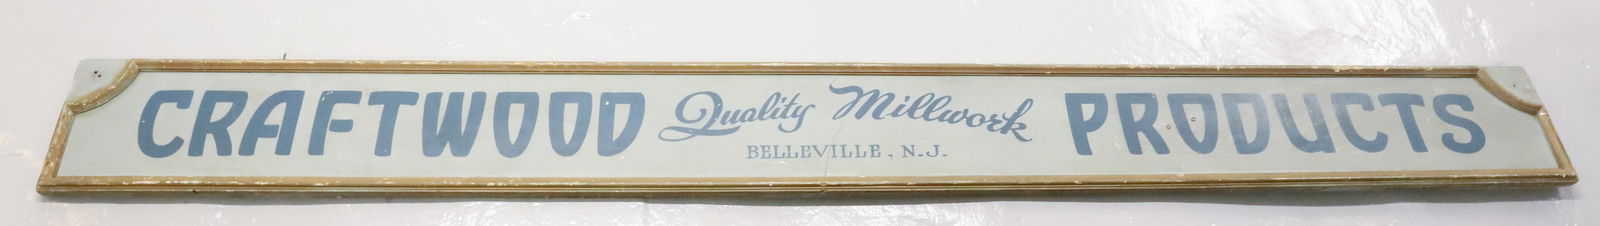 CRAFTWOOD Quality Millwork PRODUCTS
BELLEVILLE, N.J.